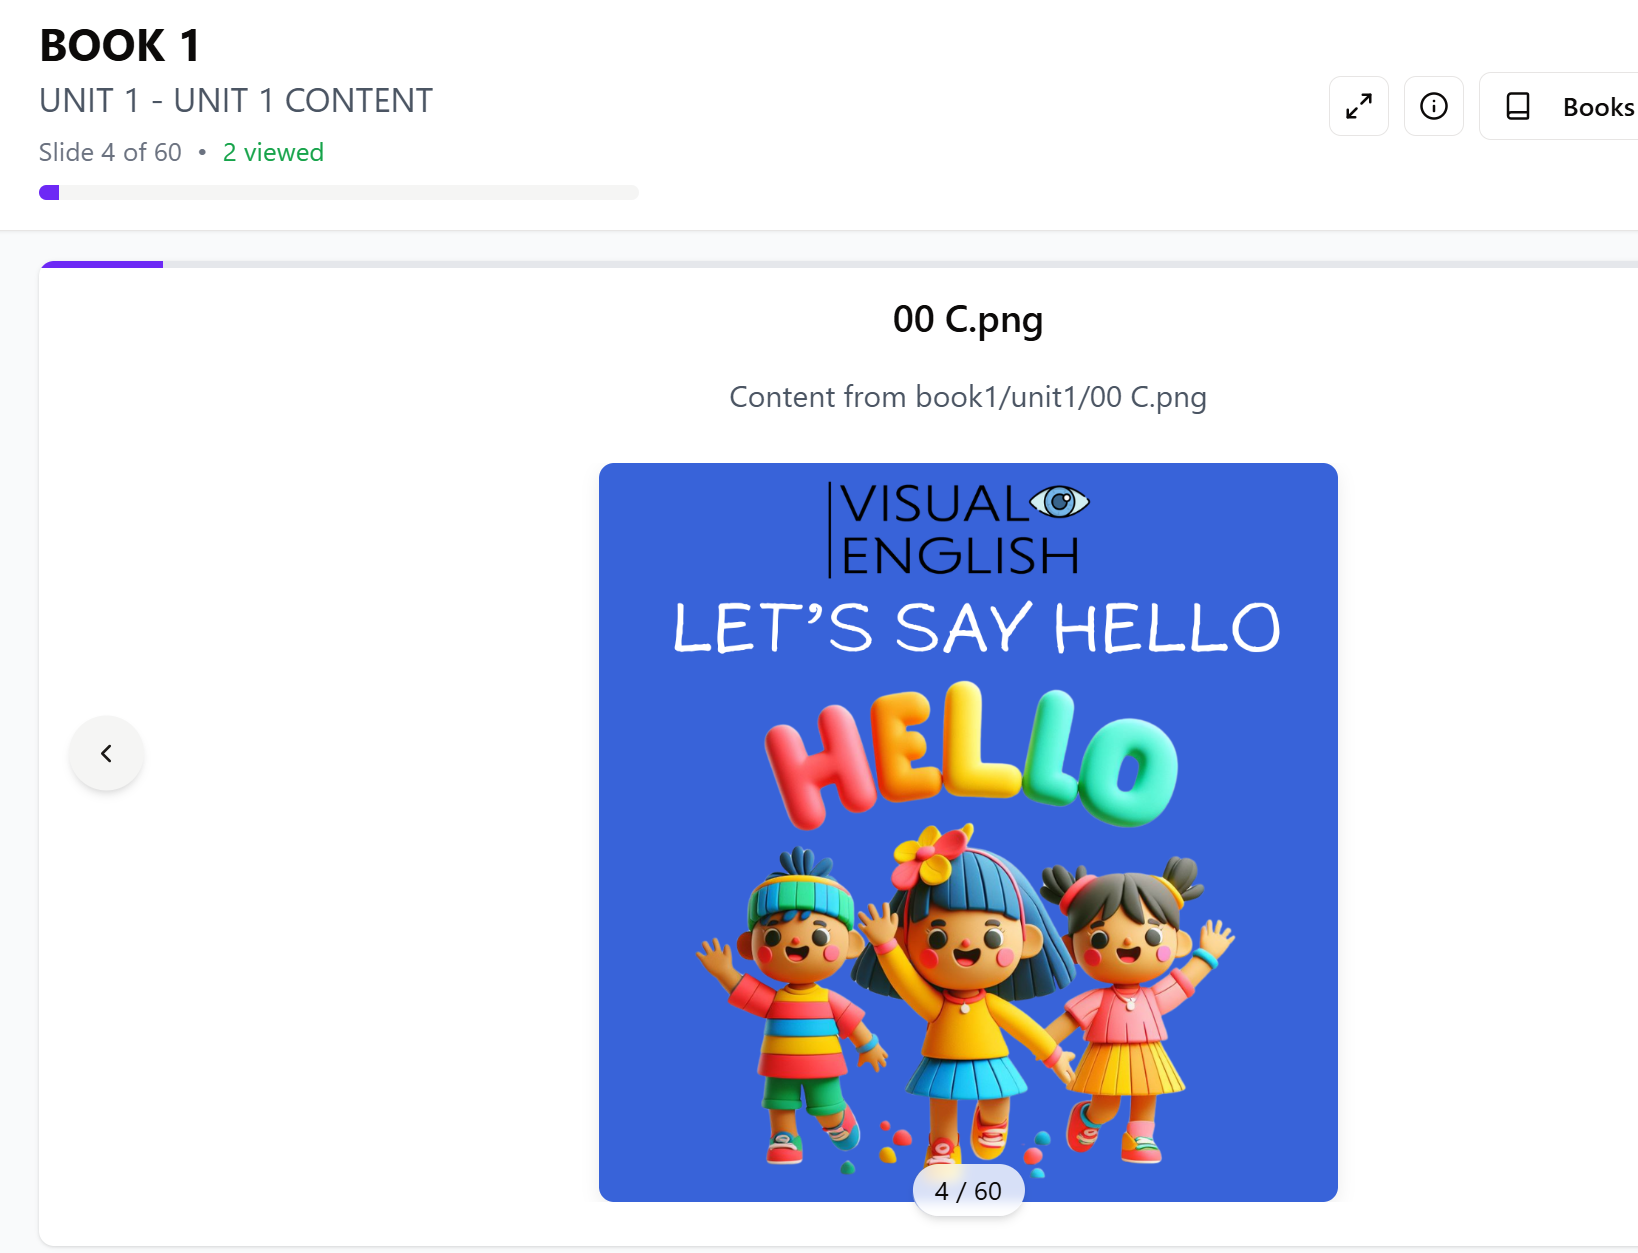 BOOK 1
UNIT 1 - UNIT 1 CONTENT
Slide 4 of 60 • 2 viewed
Books
00 C.png
Content from book1/unit1/00 C.png
VISUAL
ENGLISH
LET'S SAY HELLO
HELLO
4 / 60